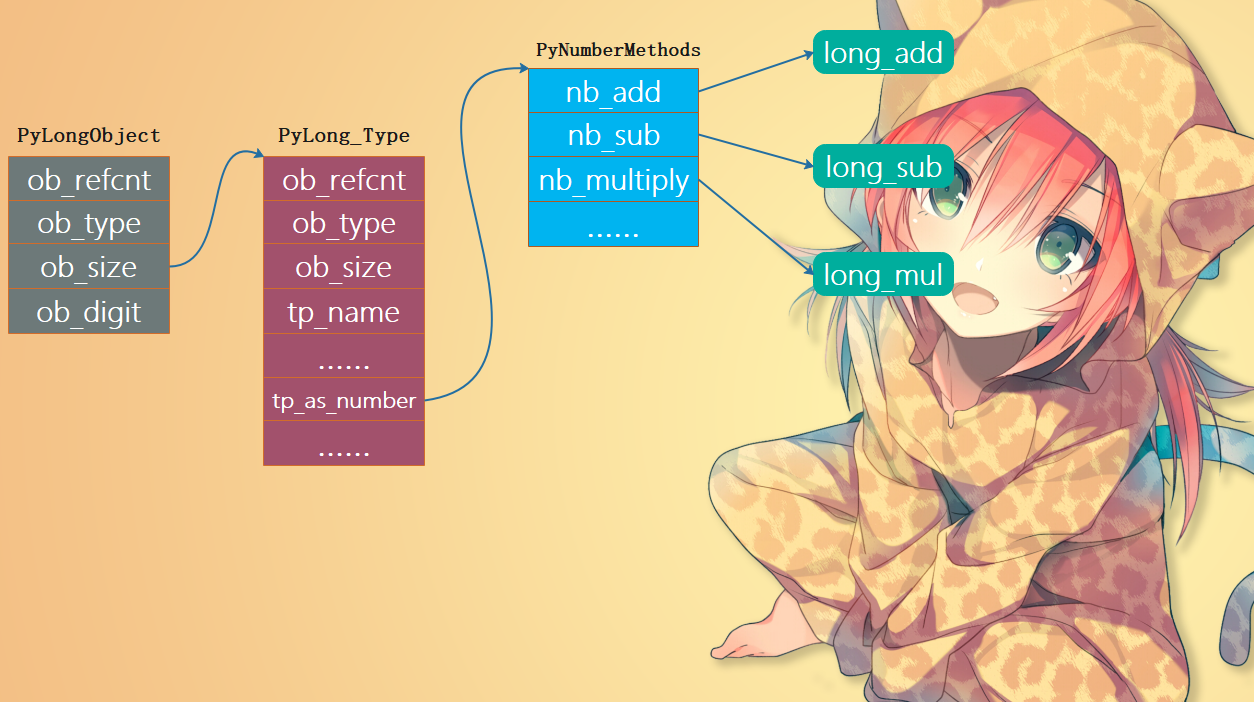 PyLongObject
ob_refcnt
ob_type
ob_size
ob_digit
PyLong_Type
ob_refcnt
ob_type
ob_size
tp_name
......
tp_as_number
......
PyNumberMethods
nb_add
nb_sub
nb_multiply
......
long_add
long_sub
long_mul